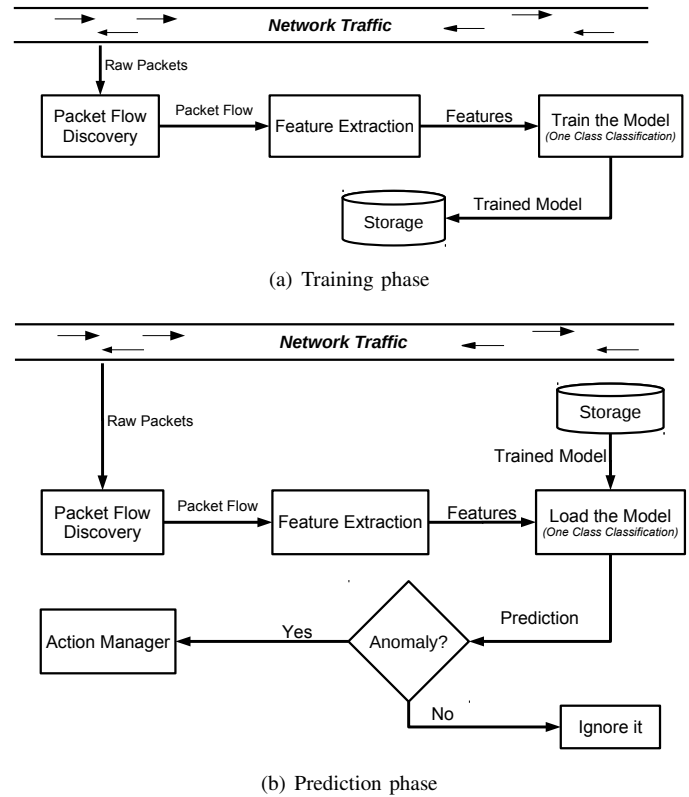 Network Traffic
Raw Packets
Packet Flow
Discovery
Packet Flow
Feature Extraction
Features
Train the Model
(One Class Classification)
Trained Model
Storage
(a) Training phase
Network Traffic
Raw Packets
Storage
Trained Model
Packet Flow
Discovery
Packet Flow
Feature Extraction
Features
Load the Model
(One Class Classification)
Prediction
Anomaly?
Yes
Action Manager
No
Ignore it
(b) Prediction phase